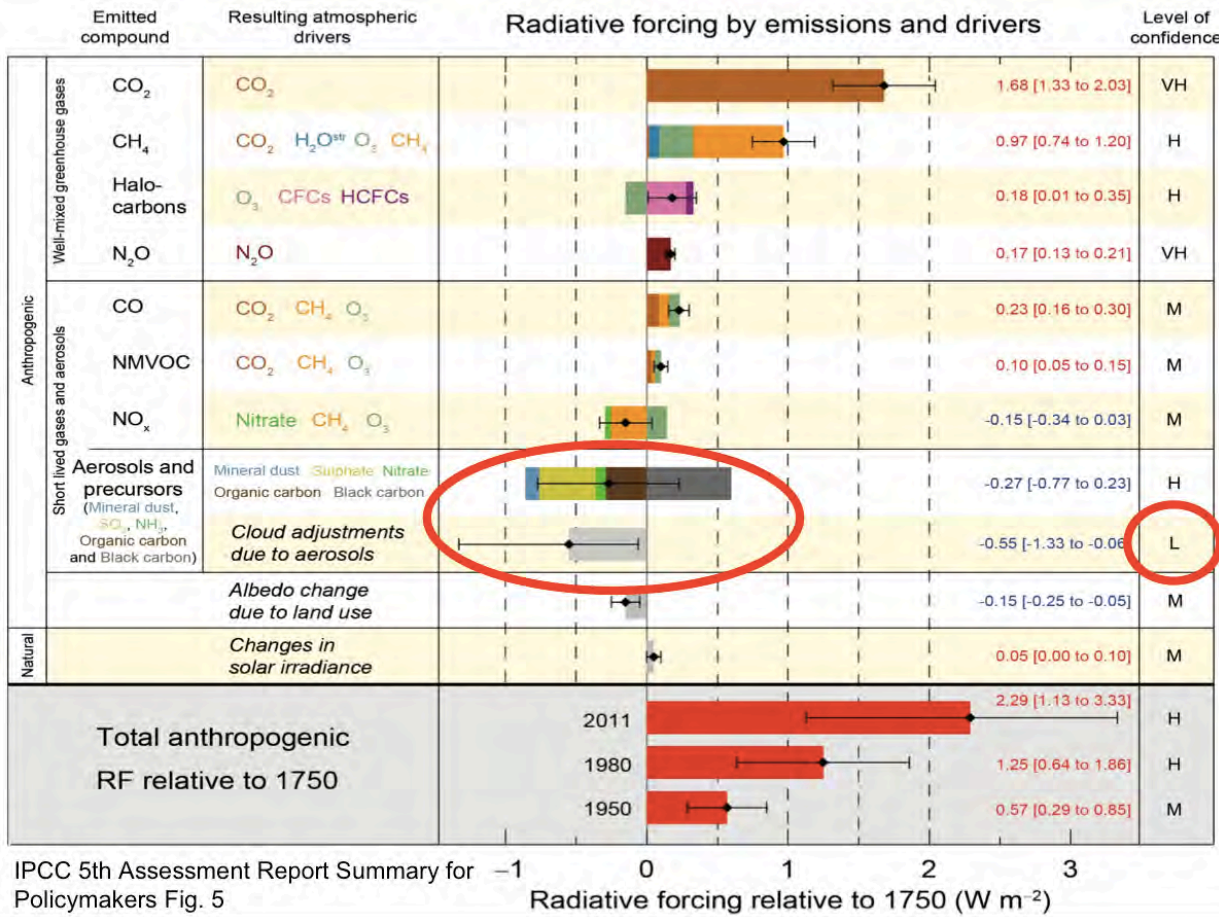 Emitted compound
Resulting atmospheric drivers
Radiative forcing by emissions and drivers
Level of confidence
Anthropogenic
Well-mixed greenhouse gases
CO₂
CO₂
1.68 [1.33 to 2.03]
VH
CH₄
CO₂ H₂Oˢᵗʳ O₃ CH₄
0.97 [0.74 to 1.20]
H
Halo-
carbons
O₃ CFCs HCFCs
0.18 [0.01 to 0.35]
H
N₂O
N₂O
0.17 [0.13 to 0.21]
VH
Short lived gases and aerosols
CO
CO₂ CH₄ O₃
0.23 [0.16 to 0.30]
M
NMVOC
CO₂ CH₄ O₃
0.10 [0.05 to 0.15]
M
NOₓ
Nitrate CH₄ O₃
-0.15 [-0.34 to 0.03]
M
Aerosols and
precursors
(Mineral dust,
SO₂, NH₃,
Organic carbon
and Black carbon)
Mineral dust Sulphate Nitrate
Organic carbon Black carbon
-0.27 [-0.77 to 0.23]
H
Cloud adjustments
due to aerosols
-0.55 [-1.33 to -0.06
L
Albedo change
due to land use
-0.15 [-0.25 to -0.05]
M
Natural
Changes in
solar irradiance
0.05 [0.00 to 0.10]
M
Total anthropogenic
RF relative to 1750
2011
2.29 [1.13 to 3.33]
H
1980
1.25 [0.64 to 1.86]
H
1950
0.57 [0.29 to 0.85]
M
−1 0 1 2 3
Radiative forcing relative to 1750 (W m⁻²)
IPCC 5th Assessment Report Summary for
Policymakers Fig. 5